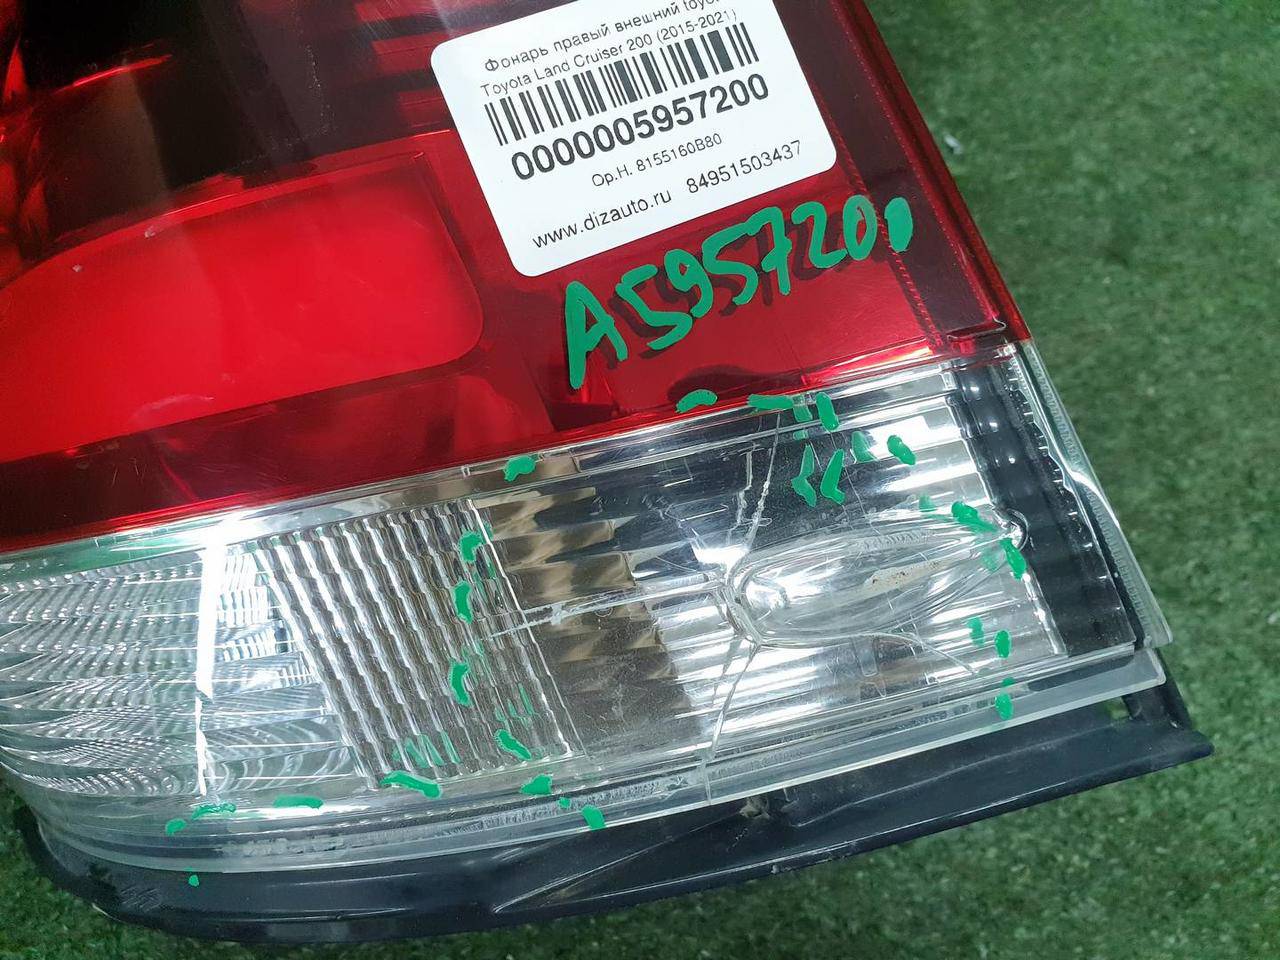 Фонарь правый внешний toyo
Toyota Land Cruiser 200 (2015-2021)
0000005957200
Ор.Н. 8155160B80
www.dizauto.ru 84951503437
A5957200